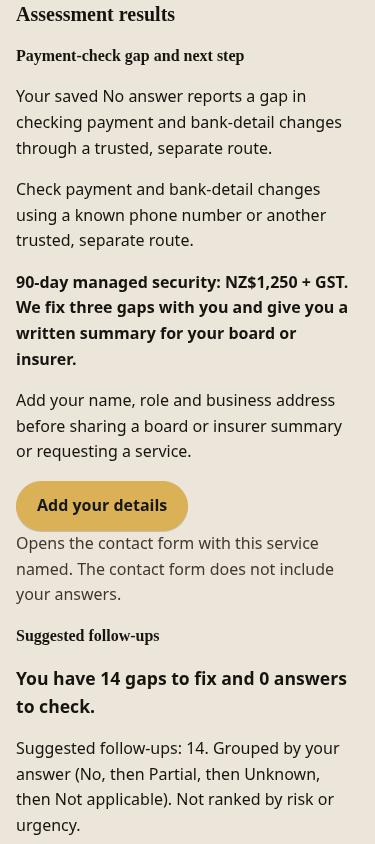 Assessment results
Payment-check gap and next step
Your saved No answer reports a gap in
checking payment and bank-detail changes
through a trusted, separate route.
Check payment and bank-detail changes
using a known phone number or another
trusted, separate route.
90-day managed security: NZ$1,250 + GST.
We fix three gaps with you and give you a
written summary for your board or
insurer.
Add your name, role and business address
before sharing a board or insurer summary
or requesting a service.
Add your details
Opens the contact form with this service
named. The contact form does not include
your answers.
Suggested follow-ups
You have 14 gaps to fix and 0 answers
to check.
Suggested follow-ups: 14. Grouped by your
answer (No, then Partial, then Unknown,
then Not applicable). Not ranked by risk or
urgency.